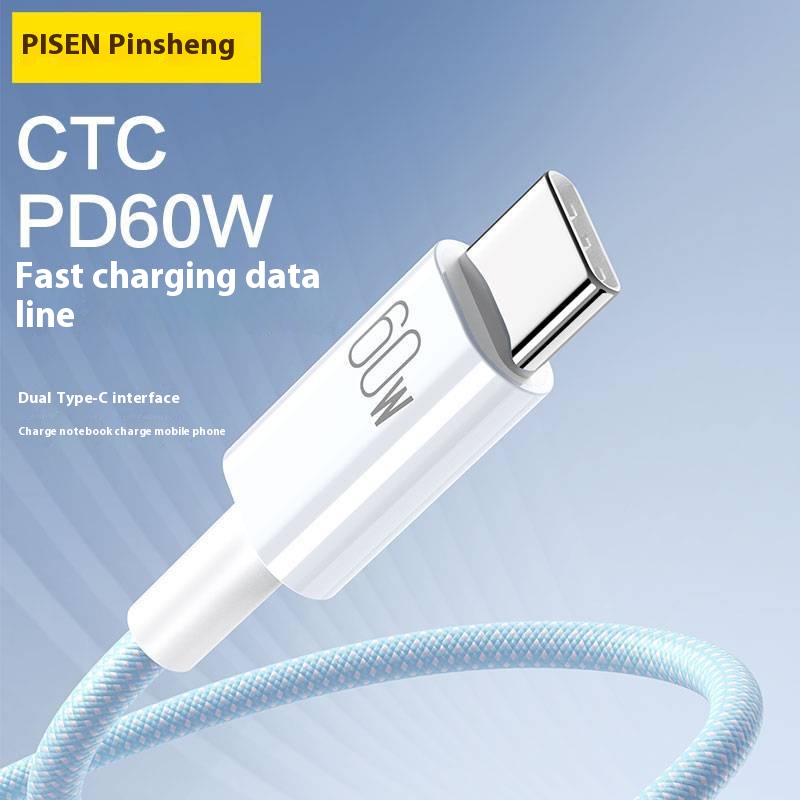 PISEN Pinsheng
CTC
PD60W
Fast charging data
line
60W
Dual Type-C interface
Charge notebook charge mobile phone